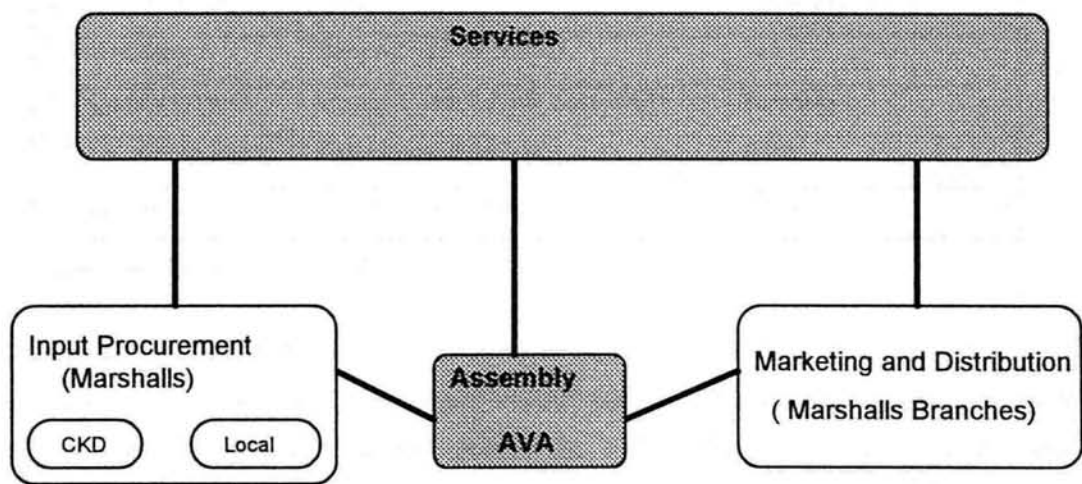 Services
Input Procurement
(Marshalls)
CKD
Local
Assembly
AVA
Marketing and Distribution
( Marshalls Branches)